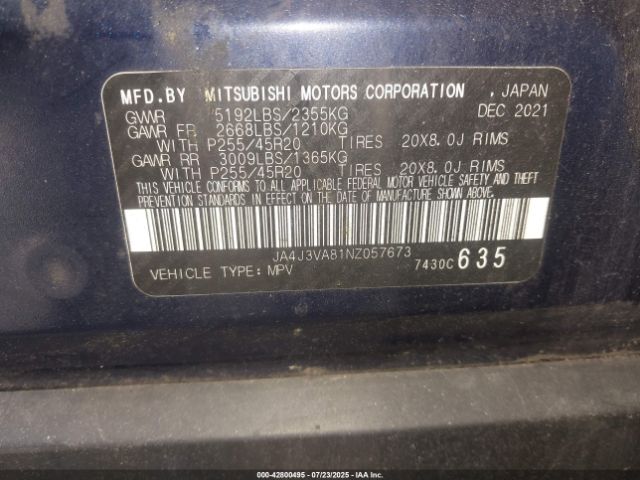 MFD.BY MITSUBISHI MOTORS CORPORATION , JAPAN
GVWR 5192LBS/2355KG DEC 2021
GAWR FR 2668LBS/1210KG
WITH P255/45R20 TIRES 20X8.0J RIMS
GAWR RR 3009LBS/1365KG
WITH P255/45R20 TIRES 20X8.0J RIMS
THIS VEHICLE CONFORMS TO ALL APPLICABLE FEDERAL MOTOR VEHICLE SAFETY AND THEFT
PREVENTION STANDARDS IN EFFECT ON THE DATE OF MANUFACTURE SHOWN ABOVE.
JA4J3VA81NZ057673
VEHICLE TYPE: MPV 7430C 635
000-42800495 - 07/23/2025 - IAAI.COM